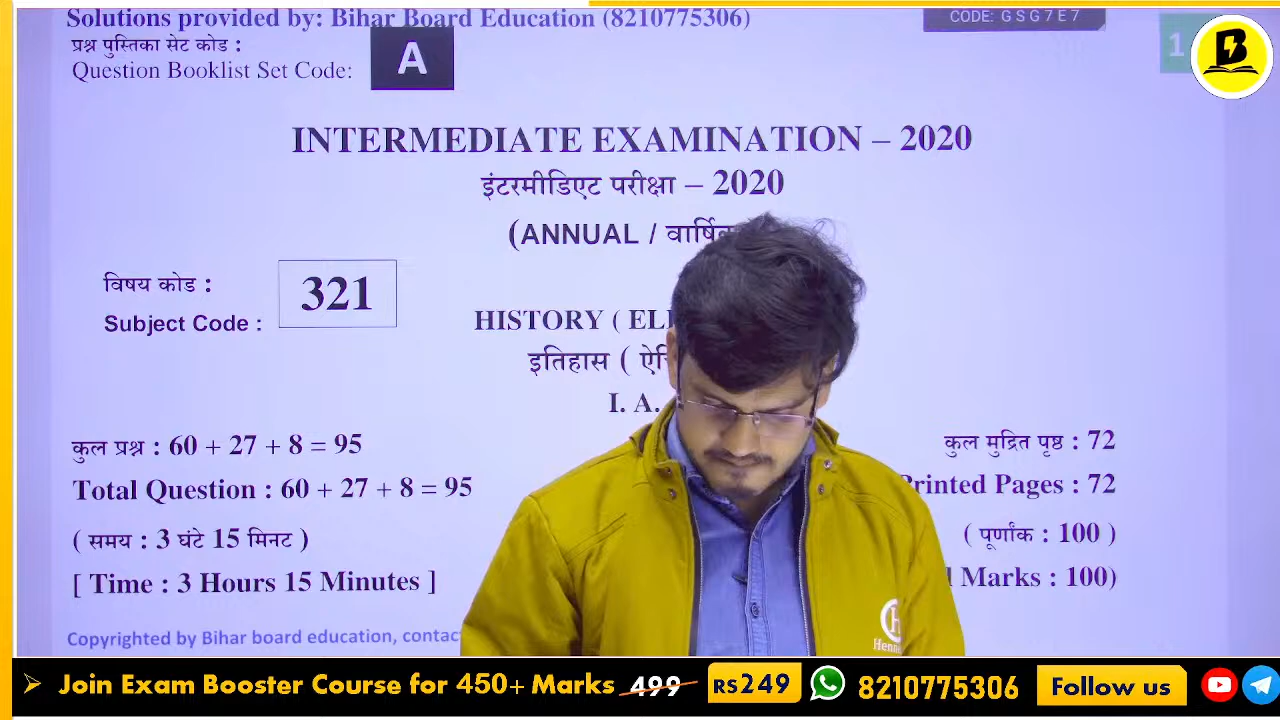 Solutions provided by: Bihar Board Education (8210775306)
CODE: G S G 7 E 7
1
प्रश्न पुस्तिका सेट कोड :
Question Booklist Set Code:
A
B
INTERMEDIATE EXAMINATION – 2020
इंटरमीडिएट परीक्षा – 2020
(ANNUAL /
विषय कोड :
Subject Code :
321
HISTORY (
इतिहास (
I. A.
कुल प्रश्न : 60 + 27 + 8 = 95
कुल मुद्रित पृष्ठ : 72
Total Question : 60 + 27 + 8 = 95
Printed Pages : 72
( समय : 3 घंटे 15 मिनट )
( पूर्णांक : 100 )
[ Time : 3 Hours 15 Minutes ]
Marks : 100)
Copyrighted by Bihar board education,
Join Exam Booster Course for 450+ Marks 499 RS249 8210775306 Follow us